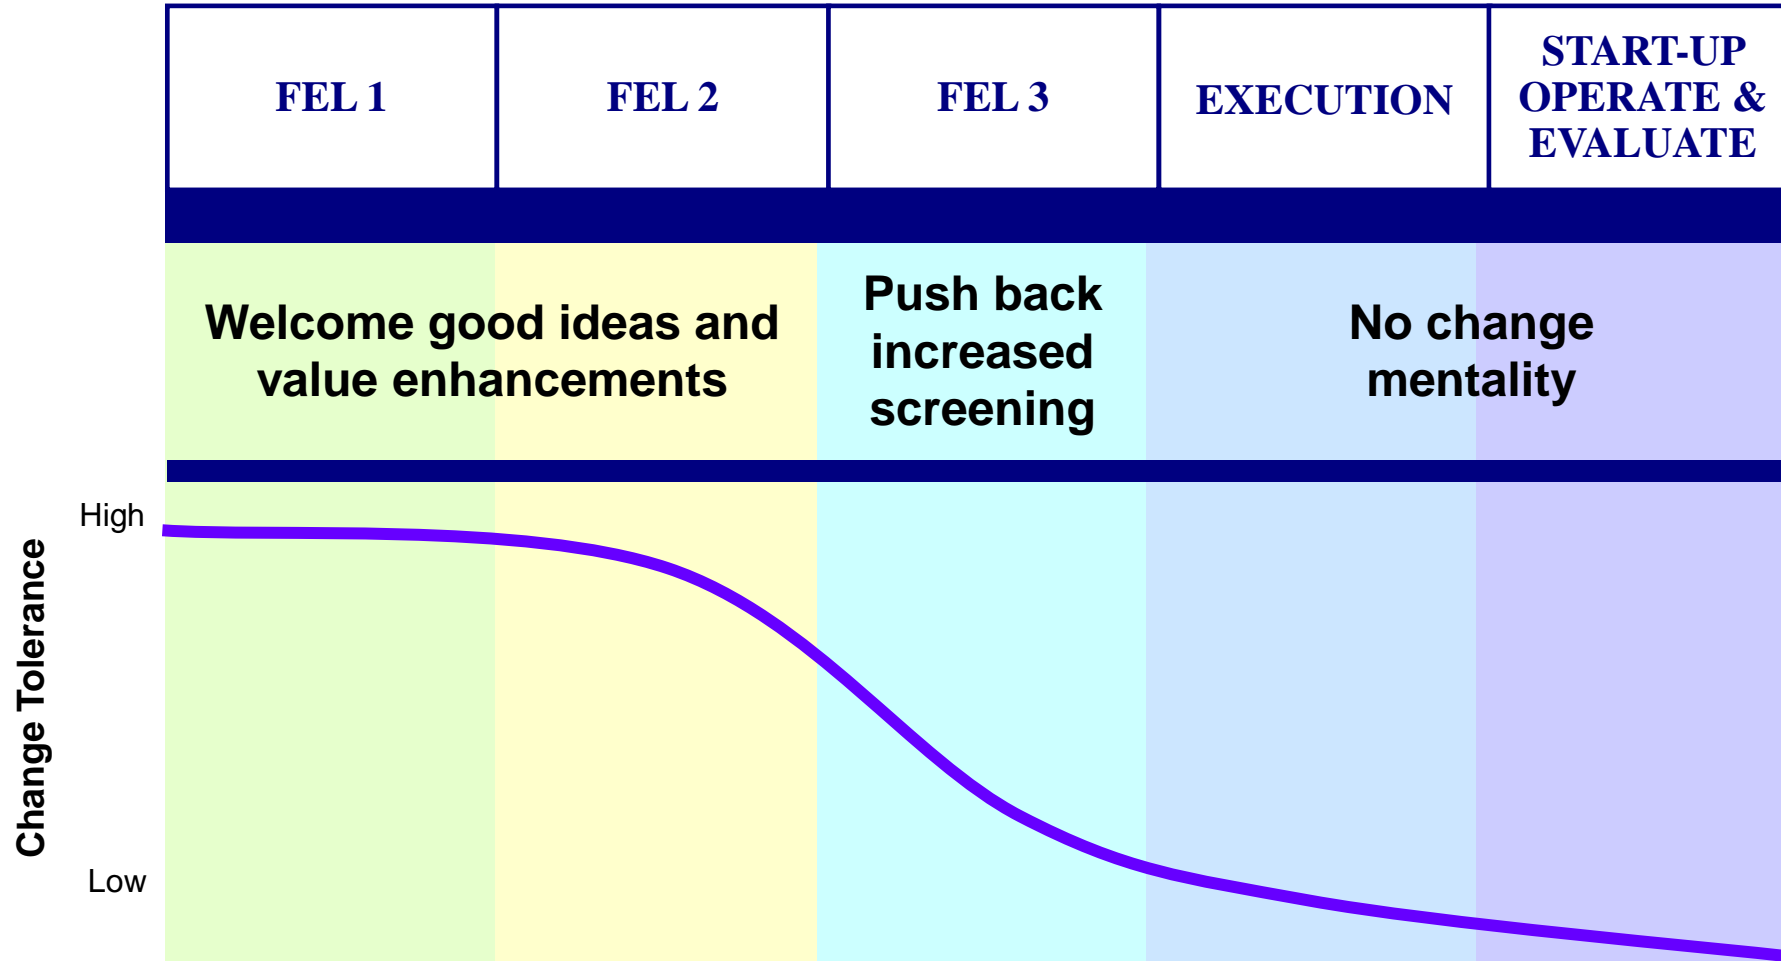 FEL 1
FEL 2
FEL 3
EXECUTION
START-UP
OPERATE &
EVALUATE
Welcome good ideas and
value enhancements
Push back
increased
screening
No change
mentality
High
Change Tolerance
Low